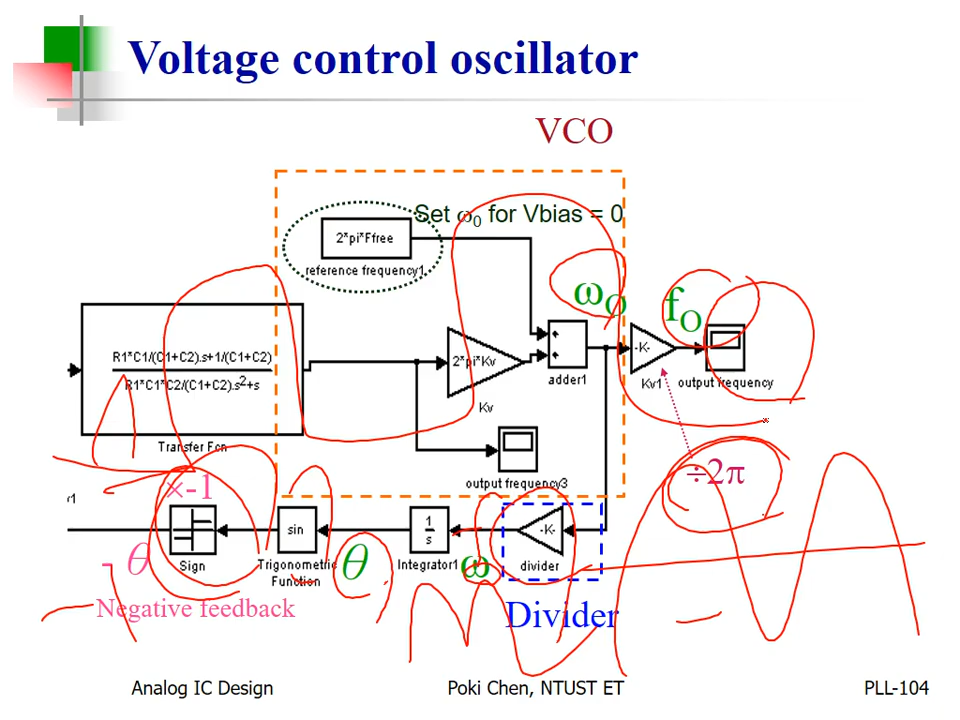 Voltage control oscillator
VCO
Set ω0 for Vbias = 0
2*pi*Ffree
reference frequency1
ωO
fO
R1*C1/(C1+C2).s+1/(C1+C2)
R1*C1*C2/(C1+C2).s2+s
Transfer Fcn
2*pi*Kv
Kv
adder1
-K-
Kv1
output frequency
output frequency3
×-1
÷2π
r1
Sign
sin
Trigonometric
Function
1
s
Integrator1
-K-
divider
-θ
θ
ω
Negative feedback
Divider
Analog IC Design
Poki Chen, NTUST ET
PLL-104